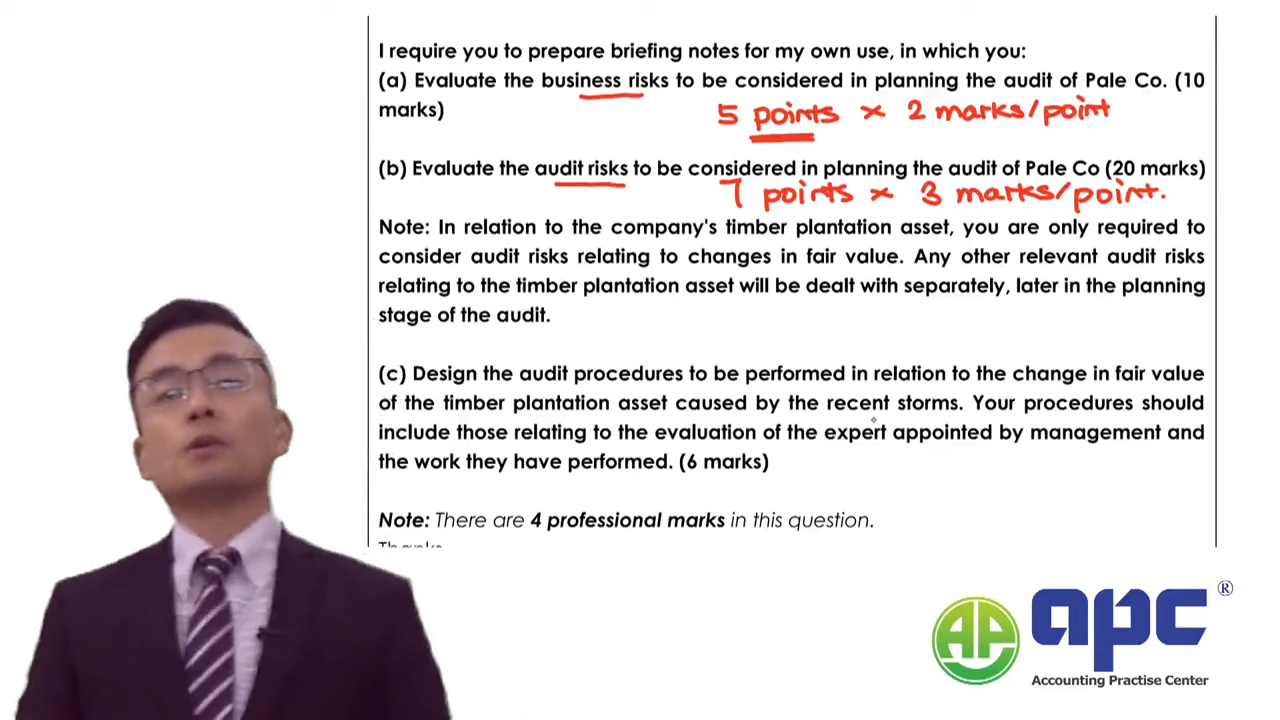 I require you to prepare briefing notes for my own use, in which you:
(a) Evaluate the business risks to be considered in planning the audit of Pale Co. (10
marks)
5 points × 2 marks/point
(b) Evaluate the audit risks to be considered in planning the audit of Pale Co (20 marks)
7 points × 3 marks/point.
Note: In relation to the company's timber plantation asset, you are only required to
consider audit risks relating to changes in fair value. Any other relevant audit risks
relating to the timber plantation asset will be dealt with separately, later in the planning
stage of the audit.
(c) Design the audit procedures to be performed in relation to the change in fair value
of the timber plantation asset caused by the recent storms. Your procedures should
include those relating to the evaluation of the expert appointed by management and
the work they have performed. (6 marks)
Note: There are 4 professional marks in this question.
AP
apc®
Accounting Practise Center